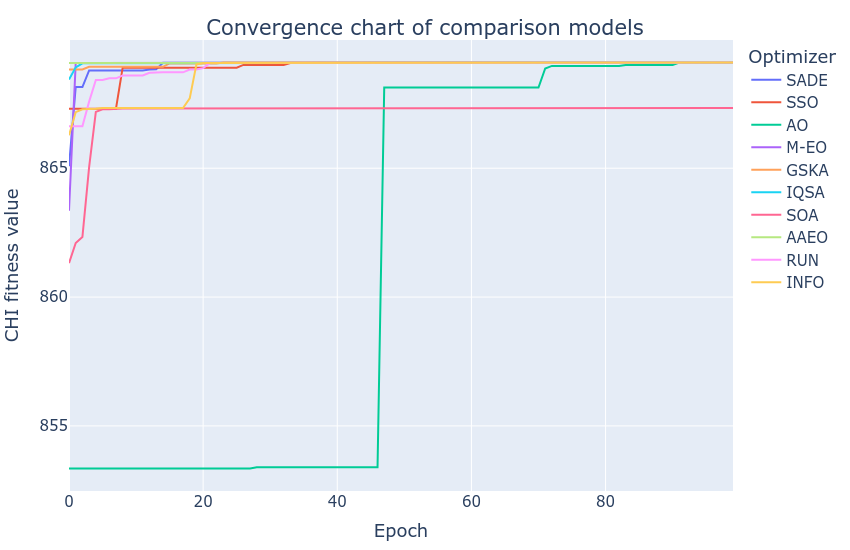 Convergence chart of comparison models
CHI fitness value
865
860
855
0
20
40
60
80
Epoch
Optimizer
SADE
SSO
AO
M-EO
GSKA
IQSA
SOA
AAEO
RUN
INFO